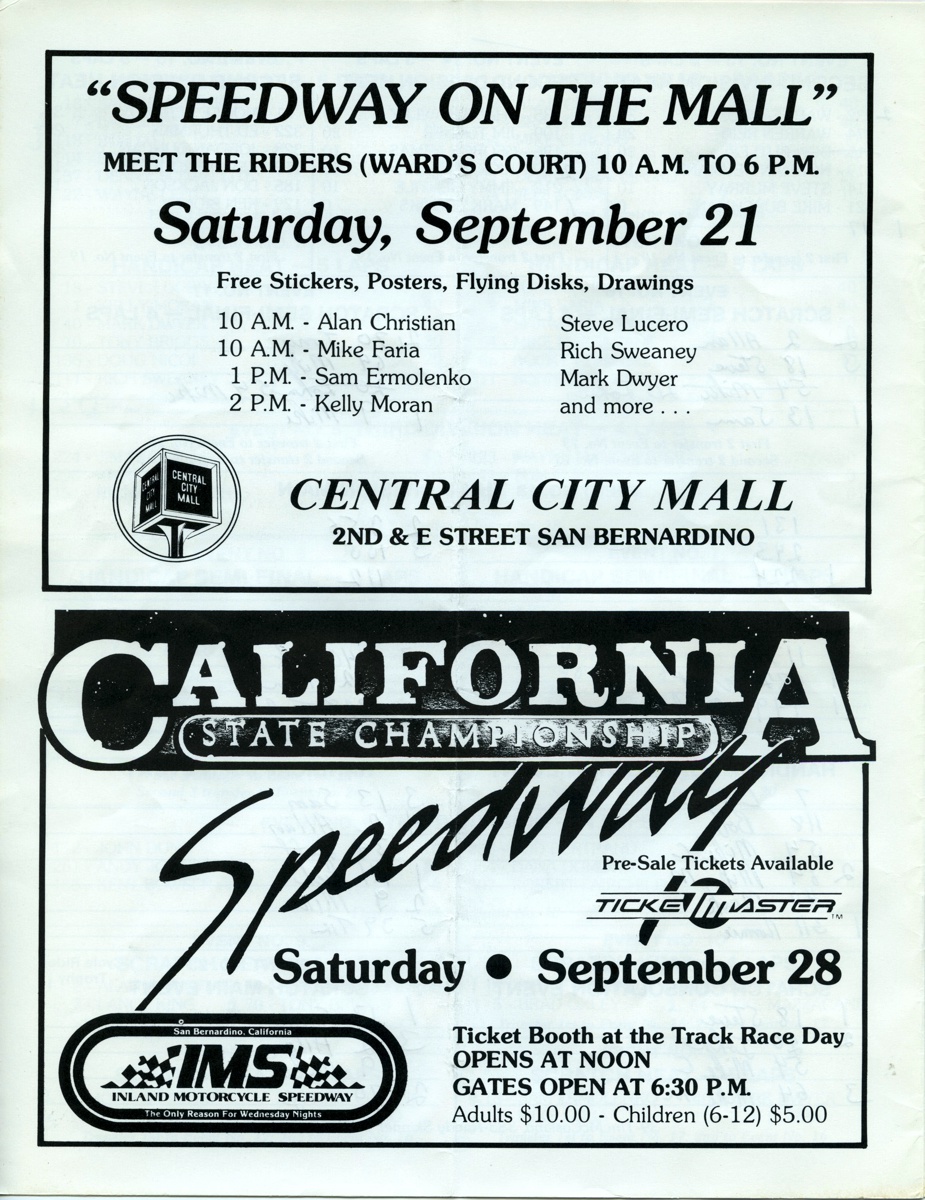 “SPEEDWAY ON THE MALL”
MEET THE RIDERS (WARD’S COURT) 10 A.M. TO 6 P.M.
Saturday, September 21
Free Stickers, Posters, Flying Disks, Drawings
10 A.M. - Alan Christian
10 A.M. - Mike Faria
1 P.M. - Sam Ermolenko
2 P.M. - Kelly Moran
Steve Lucero
Rich Sweaney
Mark Dwyer
and more . . .
CENTRAL CITY MALL
CENTRAL CITY MALL
CENTRAL CITY MALL
2ND & E STREET SAN BERNARDINO
CALIFORNIA
STATE CHAMPIONSHIP
Speedway
Pre-Sale Tickets Available
TICKETMASTER™
Saturday • September 28
San Bernardino, California
IMS
INLAND MOTORCYCLE SPEEDWAY
The Only Reason For Wednesday Nights
Ticket Booth at the Track Race Day
OPENS AT NOON
GATES OPEN AT 6:30 P.M.
Adults $10.00 - Children (6-12) $5.00